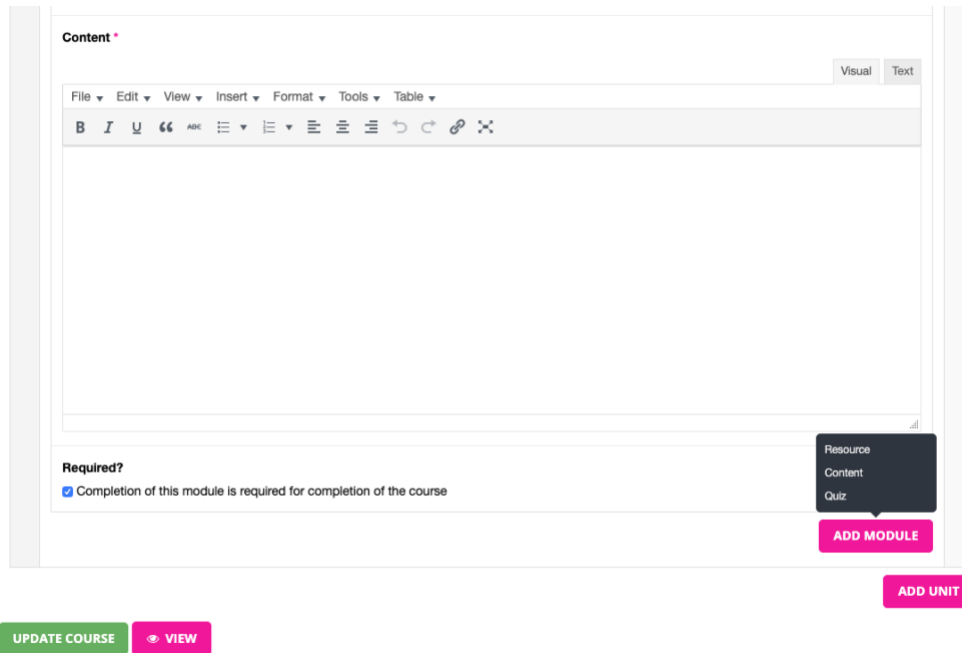 Content *
Visual Text
File Edit View Insert Format Tools Table
B I U “ ABC
Resource
Content
Quiz
Required?
Completion of this module is required for completion of the course
ADD MODULE
ADD UNIT
UPDATE COURSE VIEW